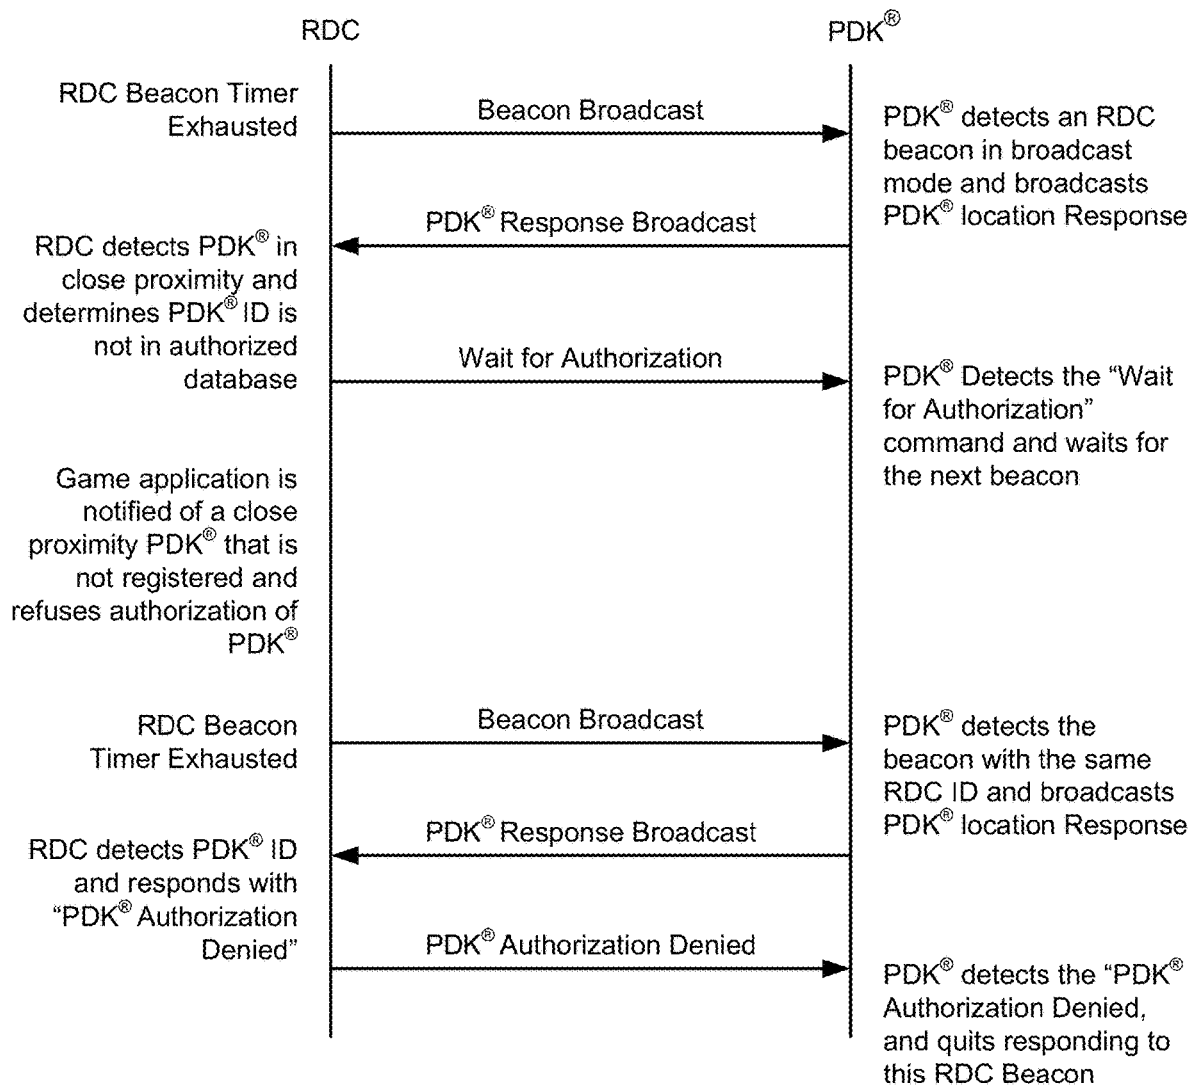 RDC
PDK®
RDC Beacon Timer
Exhausted
Beacon Broadcast
PDK® detects an RDC
beacon in broadcast
mode and broadcasts
PDK® location Response
PDK® Response Broadcast
RDC detects PDK® in
close proximity and
determines PDK® ID is
not in authorized
database
Wait for Authorization
PDK® Detects the “Wait
for Authorization”
command and waits for
the next beacon
Game application is
notified of a close
proximity PDK® that is
not registered and
refuses authorization of
PDK®
RDC Beacon
Timer Exhausted
Beacon Broadcast
PDK® detects the
beacon with the same
RDC ID and broadcasts
PDK® location Response
PDK® Response Broadcast
RDC detects PDK® ID
and responds with
“PDK® Authorization
Denied”
PDK® Authorization Denied
PDK® detects the “PDK®
Authorization Denied,
and quits responding to
this RDC Beacon